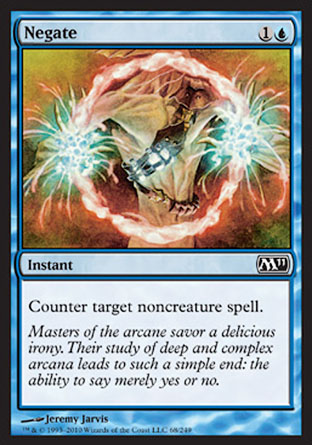 Negate 1
Instant M11
Counter target noncreature spell.
Masters of the arcane savor a delicious
irony. Their study of deep and complex
arcana leads to such a simple end: the
ability to say merely yes or no.
Jeremy Jarvis
™ & © 1993–2010 Wizards of the Coast LLC 68/249